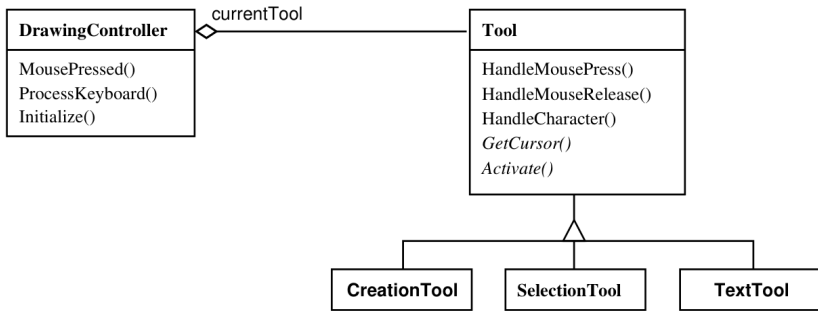 currentTool
DrawingController
MousePressed()
ProcessKeyboard()
Initialize()
Tool
HandleMousePress()
HandleMouseRelease()
HandleCharacter()
GetCursor()
Activate()
CreationTool
SelectionTool
TextTool